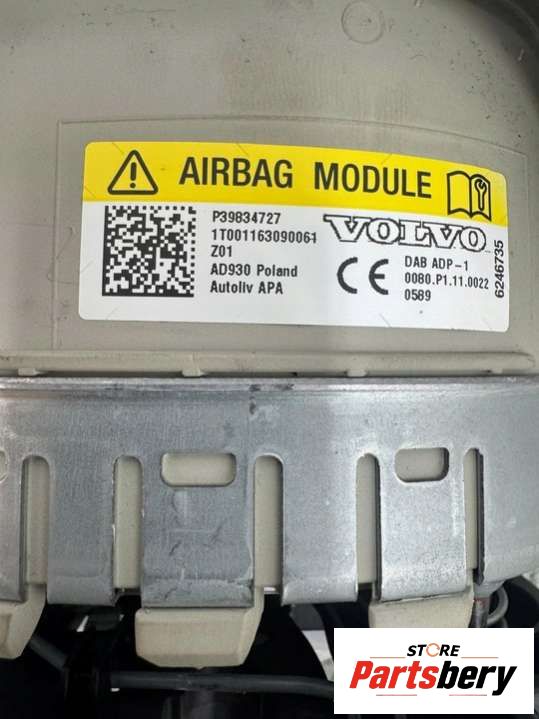 AIRBAG MODULE
P39834727
1T001163090061
Z01
AD930 Poland
Autoliv APA
VOLVO
CE
DAB ADP-1
0080.P1.11.0022
0589
6246735
STORE
Partsbery